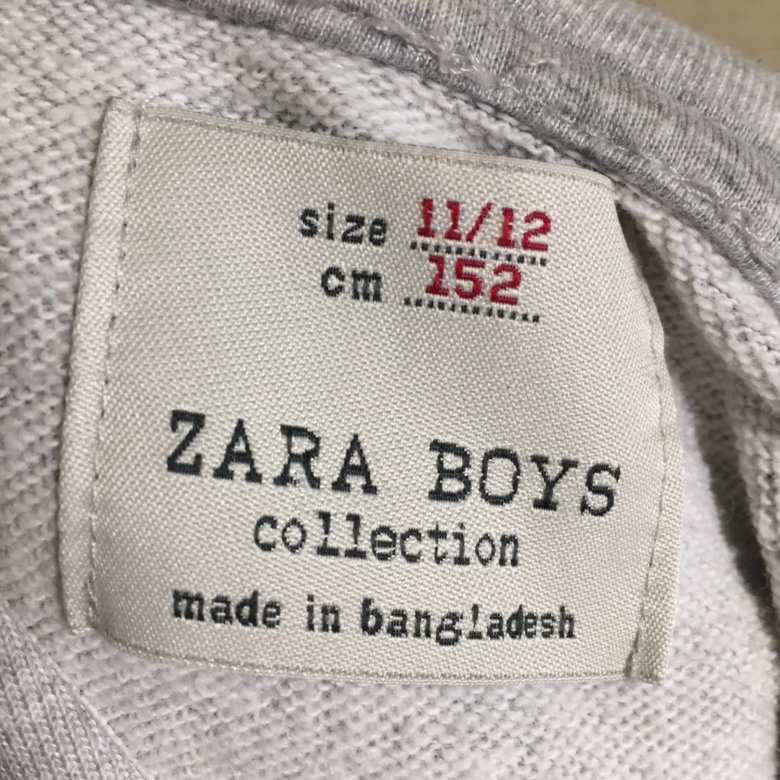 size 11/12
cm 152
ZARA BOYS
collection
made in bangladesh